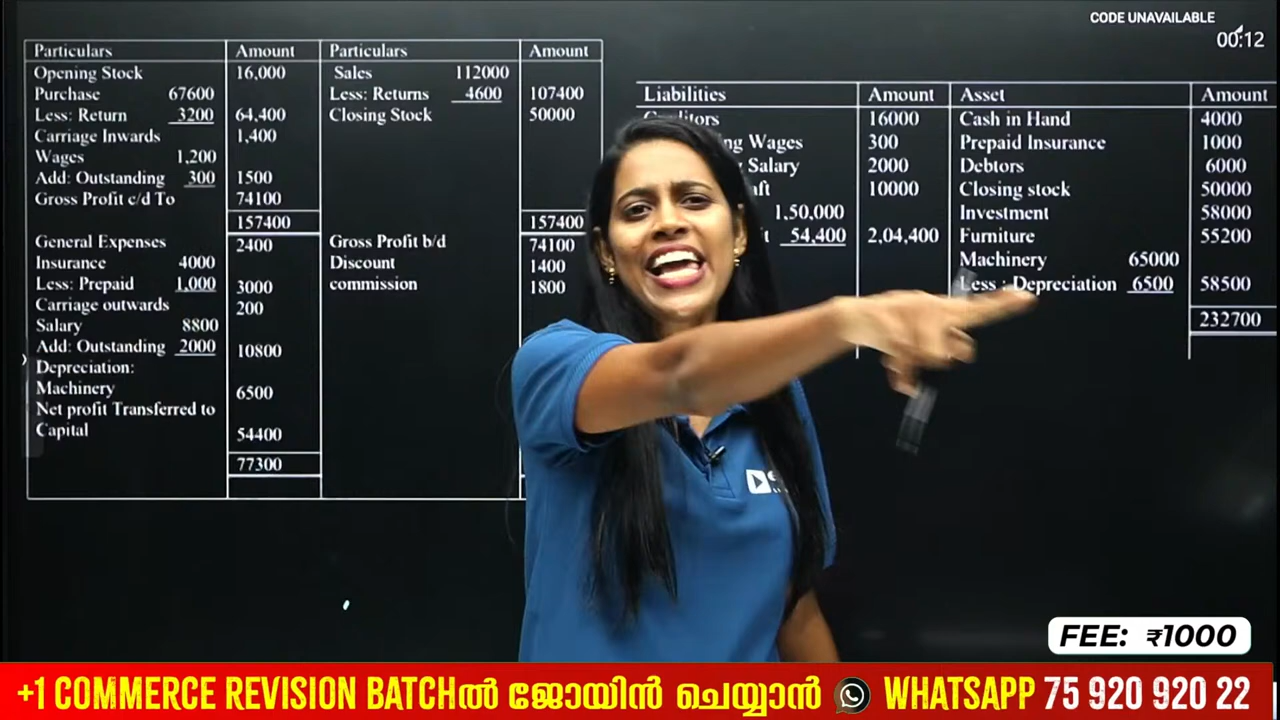 CODE UNAVAILABLE
00:12
Particulars Amount Particulars Amount
Opening Stock 16,000 Sales 112000
Purchase 67600 Less: Returns 4600 107400
Less: Return 3200 64,400 Closing Stock 50000
Carriage Inwards 1,400
Wages 1,200
Add: Outstanding 300 1500
Gross Profit c/d To 74100
157400 157400
General Expenses 2400 Gross Profit b/d 74100
Insurance 4000 Discount 1400
Less: Prepaid 1,000 3000 commission 1800
Carriage outwards 200
Salary 8800
Add: Outstanding 2000 10800
Depreciation:
Machinery 6500
Net profit Transferred to
Capital 54400
77300
Liabilities Amount Asset Amount
Creditors 16000 Cash in Hand 4000
Wages 300 Prepaid Insurance 1000
Salary 2000 Debtors 6000
10000 Closing stock 50000
1,50,000 Investment 58000
54,400 2,04,400 Furniture 55200
Machinery 65000
Less : Depreciation 6500 58500
232700
FEE: ₹1000
+1 COMMERCE REVISION BATCHൽ ജോയിൻ ചെയ്യാൻ WHATSAPP 75 920 920 22